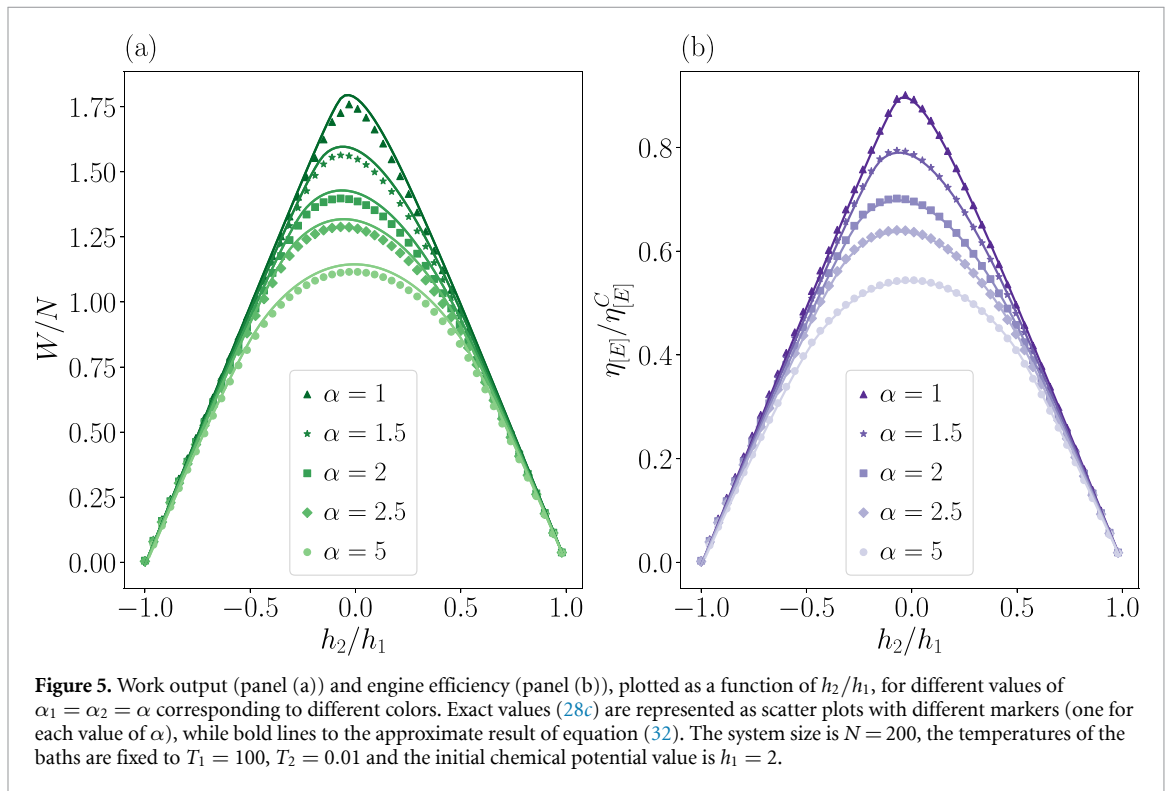 (a)
(b)
W/N
1.75
1.50
1.25
1.00
0.75
0.50
0.25
0.00
α = 1
α = 1.5
α = 2
α = 2.5
α = 5
−1.0 −0.5 0.0 0.5 1.0
h₂/h₁
η[E]/η[E]ᶜ
0.8
0.6
0.4
0.2
0.0
α = 1
α = 1.5
α = 2
α = 2.5
α = 5
−1.0 −0.5 0.0 0.5 1.0
h₂/h₁
Figure 5. Work output (panel (a)) and engine efficiency (panel (b)), plotted as a function of h₂/h₁, for different values of
α₁ = α₂ = α corresponding to different colors. Exact values (28c) are represented as scatter plots with different markers (one for
each value of α), while bold lines to the approximate result of equation (32). The system size is N = 200, the temperatures of the
baths are fixed to T₁ = 100, T₂ = 0.01 and the initial chemical potential value is h₁ = 2.